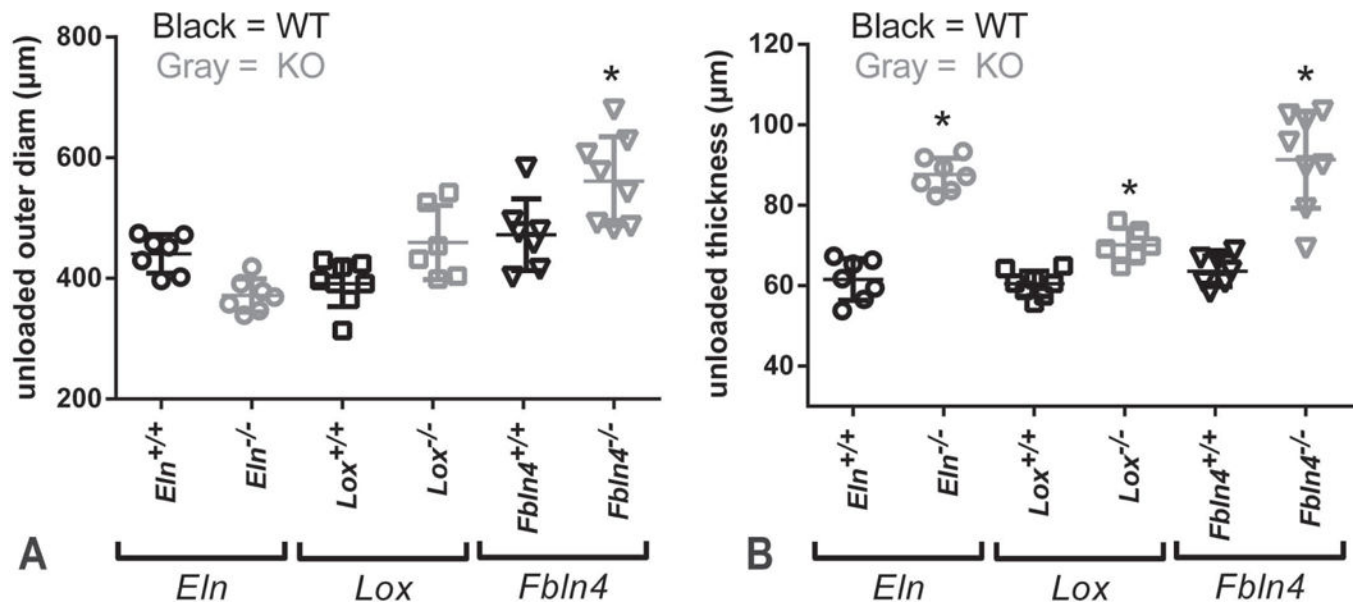 Black = WT
Gray = KO
unloaded outer diam (µm)
800
600
400
200
*
Eln+/+
Eln-/-
Lox+/+
Lox-/-
Fbln4+/+
Fbln4-/-
A
Eln
Lox
Fbln4
Black = WT
Gray = KO
unloaded thickness (µm)
120
100
80
60
40
*
*
*
Eln+/+
Eln-/-
Lox+/+
Lox-/-
Fbln4+/+
Fbln4-/-
B
Eln
Lox
Fbln4